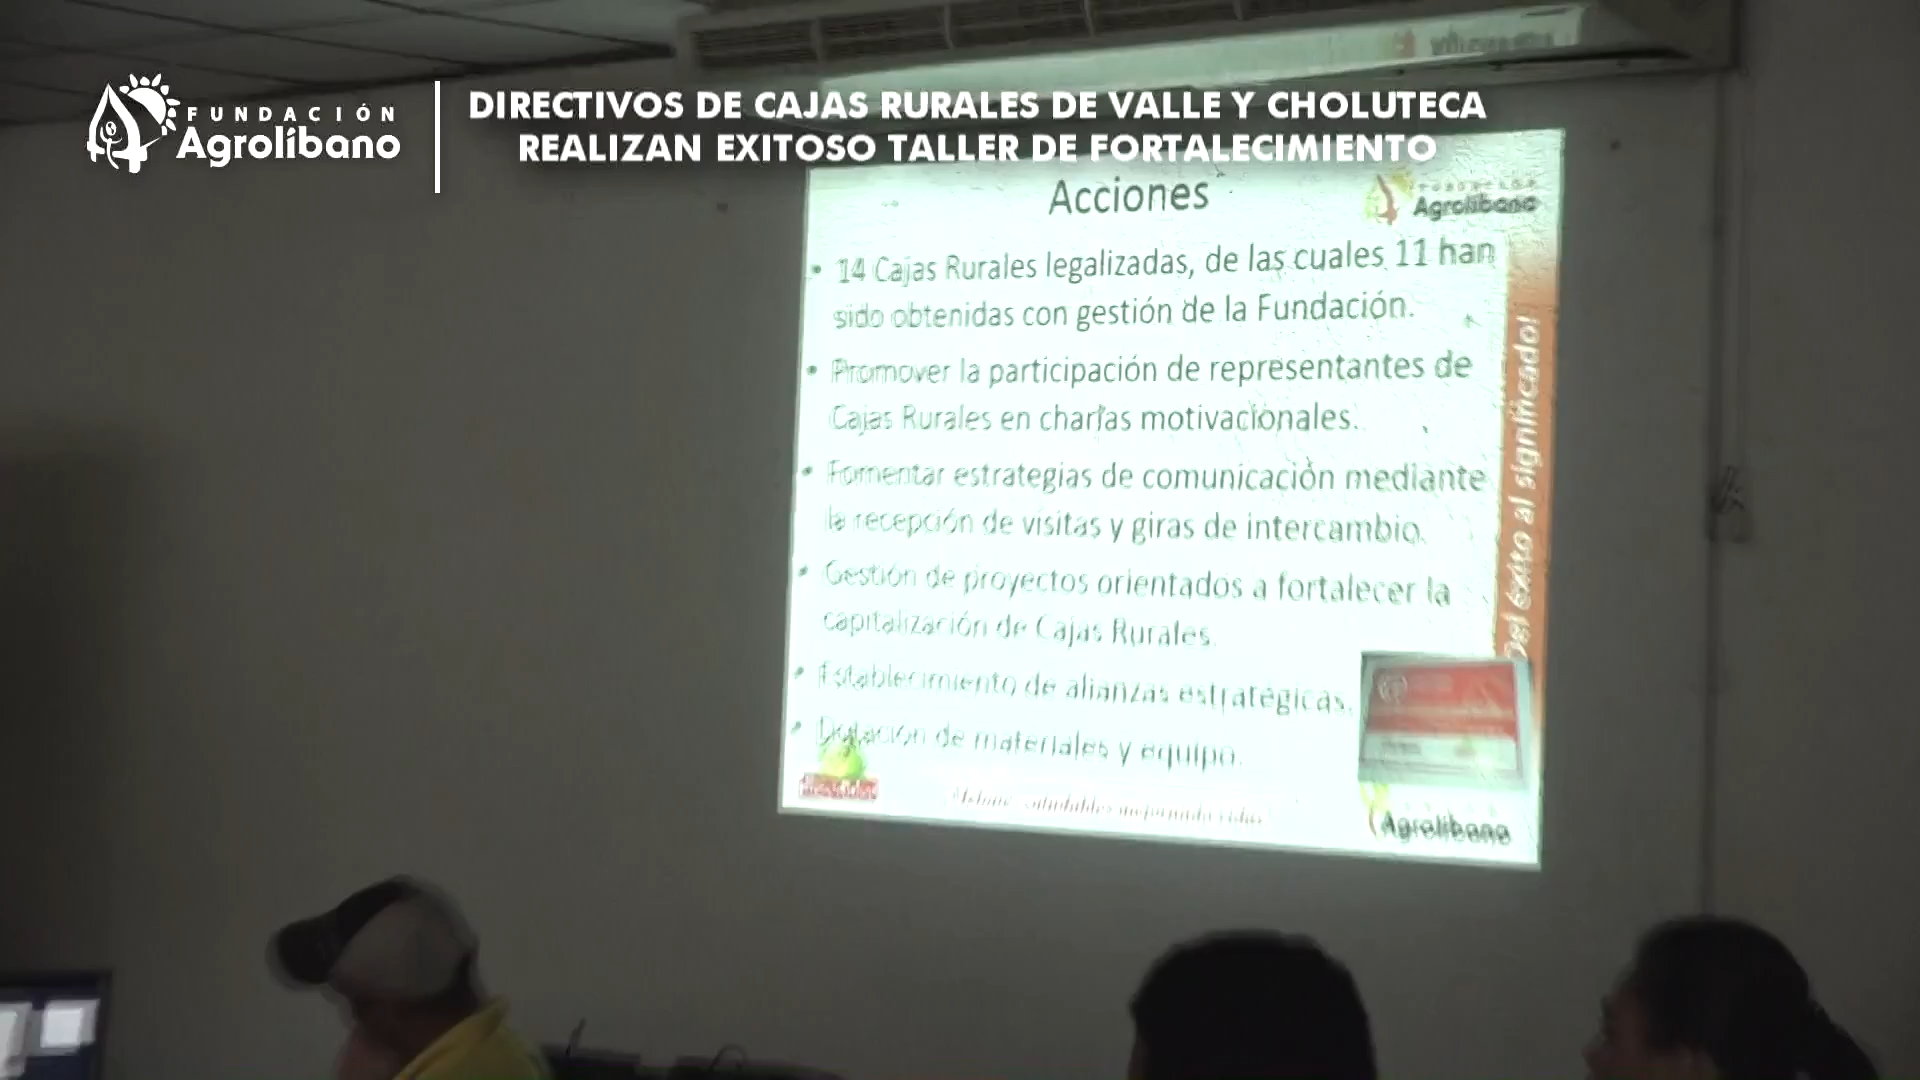 FUNDACIÓN
Agrolíbano
DIRECTIVOS DE CAJAS RURALES DE VALLE Y CHOLUTECA
REALIZAN EXITOSO TALLER DE FORTALECIMIENTO
Acciones
FUNDACIÓN
Agrolíbano
• 14 Cajas Rurales legalizadas, de las cuales 11 han
sido obtenidas con gestión de la Fundación.
• Promover la participación de representantes de
Cajas Rurales en charlas motivacionales.
• Fomentar estrategias de comunicación mediante
la recepción de visitas y giras de intercambio.
• Gestión de proyectos orientados a fortalecer la
capitalización de Cajas Rurales.
• Establecimiento de alianzas estratégicas.
• Dotación de materiales y equipo.
Del éxito al significado!
Agrolíbano